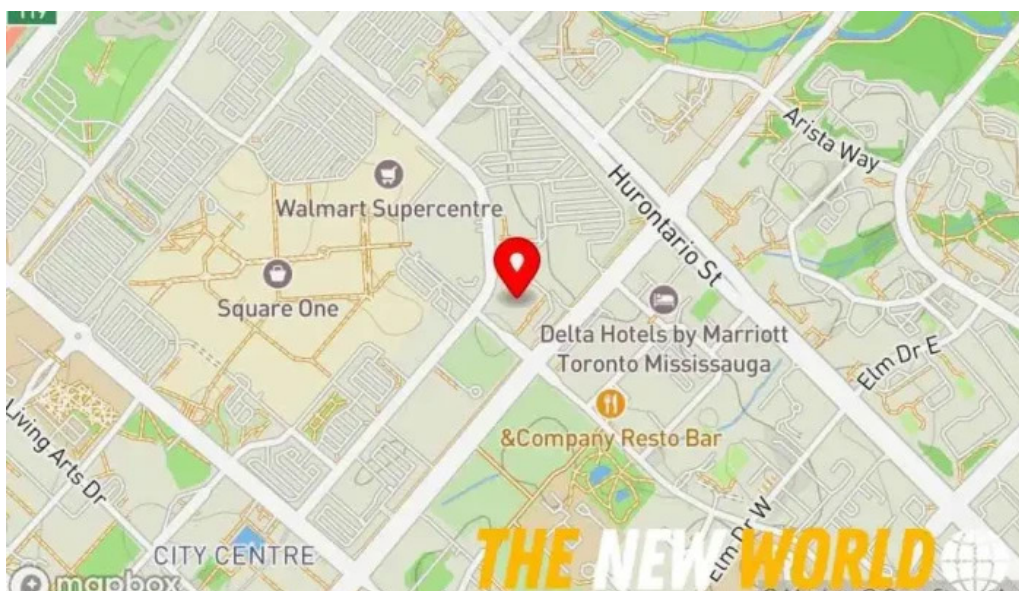 Arista Way
Hurontario St
Walmart Supercentre
Square One
Delta Hotels by Marriott
Toronto Mississauga
Elm Dr E
&Company Resto Bar
Living Arts Dr
Elm Dr W
CITY CENTRE
THE NEW WORLD
mapbox